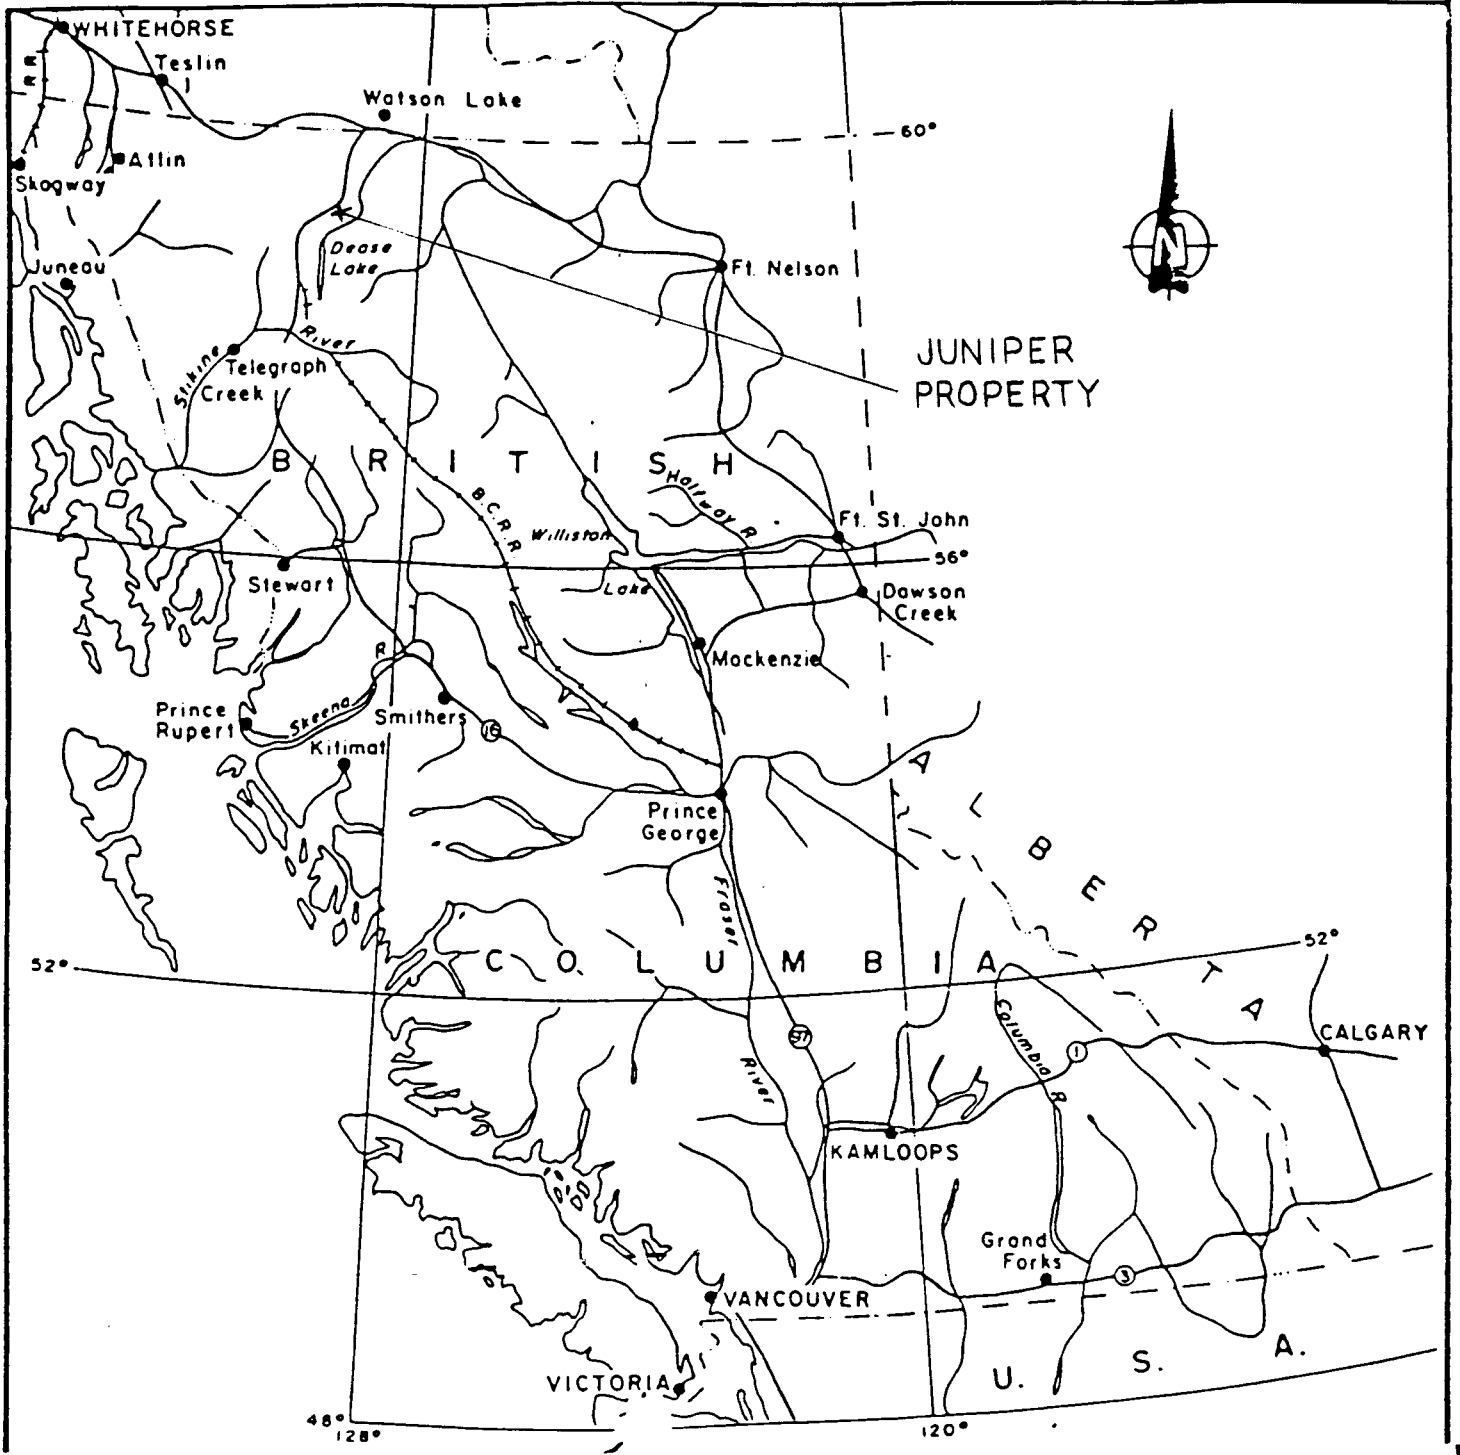 WHITEHORSE
R R
Teslin
Watson Lake
60°
Atlin
Skagway
N
Dease
Lake
Juneau
Ft. Nelson
River
Stikine
Telegraph
Creek
JUNIPER
PROPERTY
B R I T I S H
Halfway R
B.C.R.R
Williston
Lake
Ft. St. John
56°
Stewart
Dawson
Creek
R.
Mackenzie
Prince
Rupert
Skeena
Smithers
16
Kitimat
A L B E R T A
Prince
George
Fraser
52°
C O L U M B I A
52°
Columbia R
97
1
CALGARY
River
KAMLOOPS
Grand
Forks
3
VANCOUVER
U. S. A.
VICTORIA
48°
128°
120°